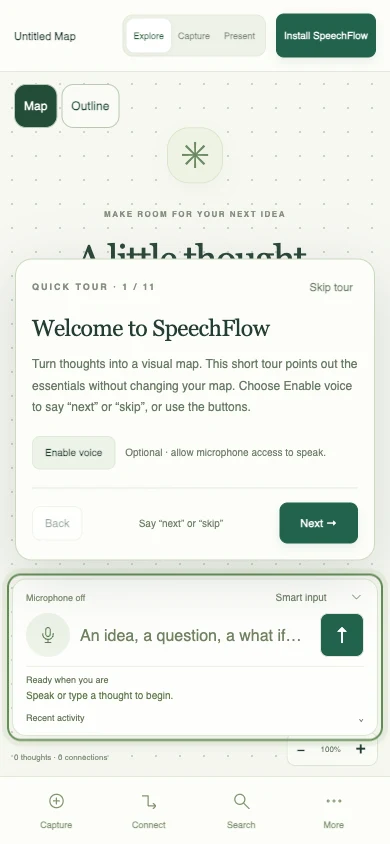 Untitled Map
Explore
Capture
Present
Install SpeechFlow
Map
Outline
MAKE ROOM FOR YOUR NEXT IDEA
A little thought
QUICK TOUR · 1 / 11
Skip tour
Welcome to SpeechFlow
Turn thoughts into a visual map. This short tour points out the
essentials without changing your map. Choose Enable voice
to say “next” or “skip”, or use the buttons.
Enable voice
Optional · allow microphone access to speak.
Back
Say “next” or “skip”
Next →
Microphone off
Smart input
An idea, a question, a what if…
Ready when you are
Speak or type a thought to begin.
Recent activity
0 thoughts · 0 connections
− 100% +
Capture
Connect
Search
More